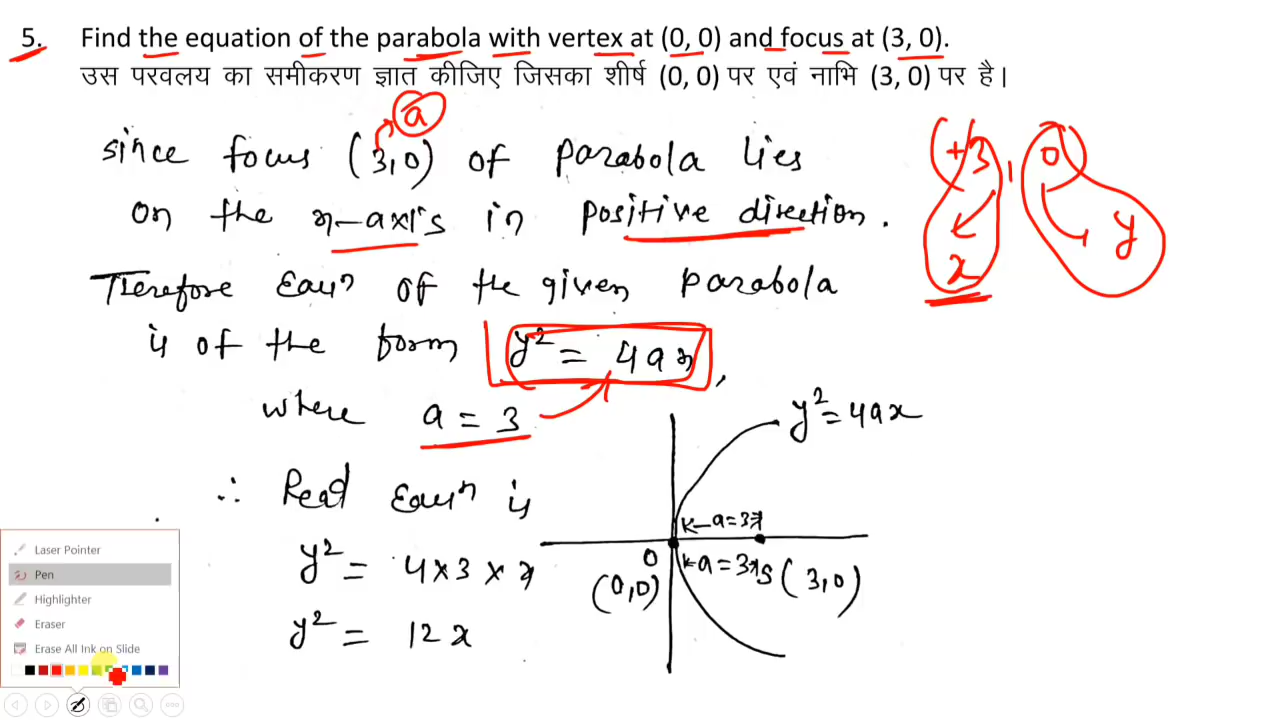 5. Find the equation of the parabola with vertex at (0, 0) and focus at (3, 0).
उस परवलय का समीकरण ज्ञात कीजिए जिसका शीर्ष (0, 0) पर एवं नाभि (3, 0) पर है।
a
since focus (3,0) of parabola lies
on the x-axis in positive direction.
+3, 0
x y
Therefore Equn of the given parabola
is of the form y² = 4ax,
where a = 3
y²=4ax
∴ Reqd Equn is
y² = 4×3×x
y² = 12x
a=3
0
a=3
S (3,0)
(0,0)
Laser Pointer
Pen
Highlighter
Eraser
Erase All Ink on Slide